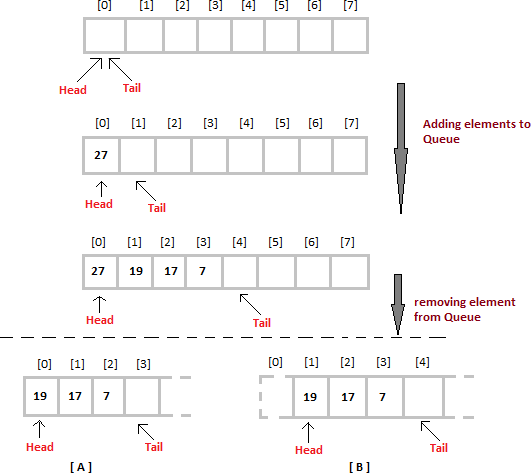 [0] [1] [2] [3] [4] [5] [6] [7]
Head Tail
Adding elements to
Queue
[0] [1] [2] [3] [4] [5] [6] [7]
27
Head Tail
[0] [1] [2] [3] [4] [5] [6] [7]
27 19 17 7
Head Tail
removing element
from Queue
[0] [1] [2] [3]
19 17 7
Head Tail
[ A ]
[0] [1] [2] [3] [4]
19 17 7
Head Tail
[ B ]